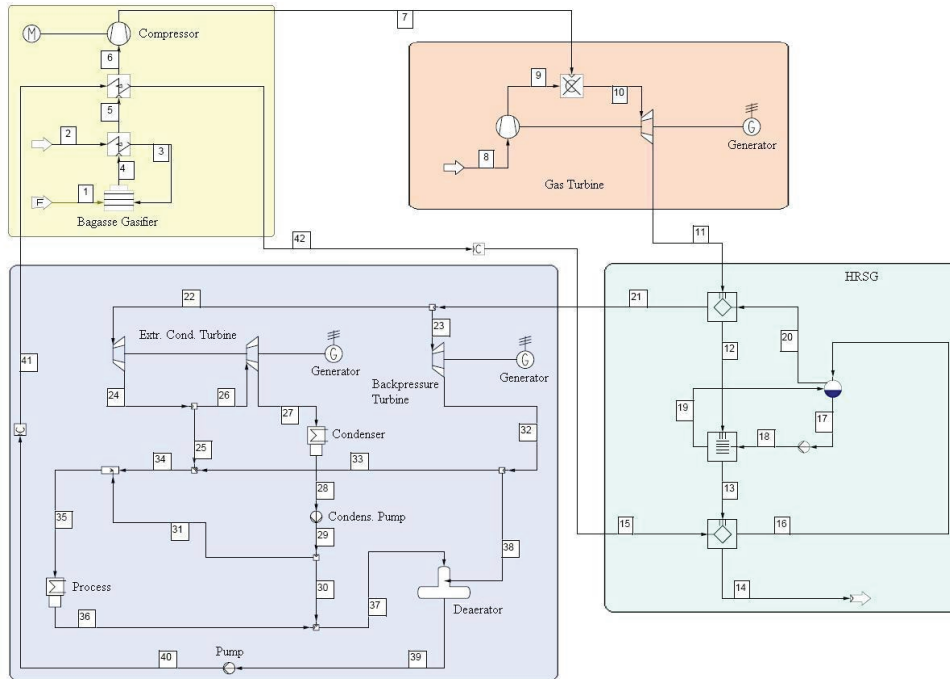 7
M
Compressor
6
9
10
5
2
3
8
G
Generator
4
1
F
Gas Turbine
Bagasse Gasifier
42
11
C
HRSG
22
21
23
20
Extr. Cond. Turbine
12
G
Generator
G
Generator
41
Backpressure
Turbine
24
26
27
19
17
32
C
Condenser
18
25
34
33
28
13
35
Condens. Pump
15
16
31
29
38
Process
30
37
14
36
Deaerator
Pump
40
39